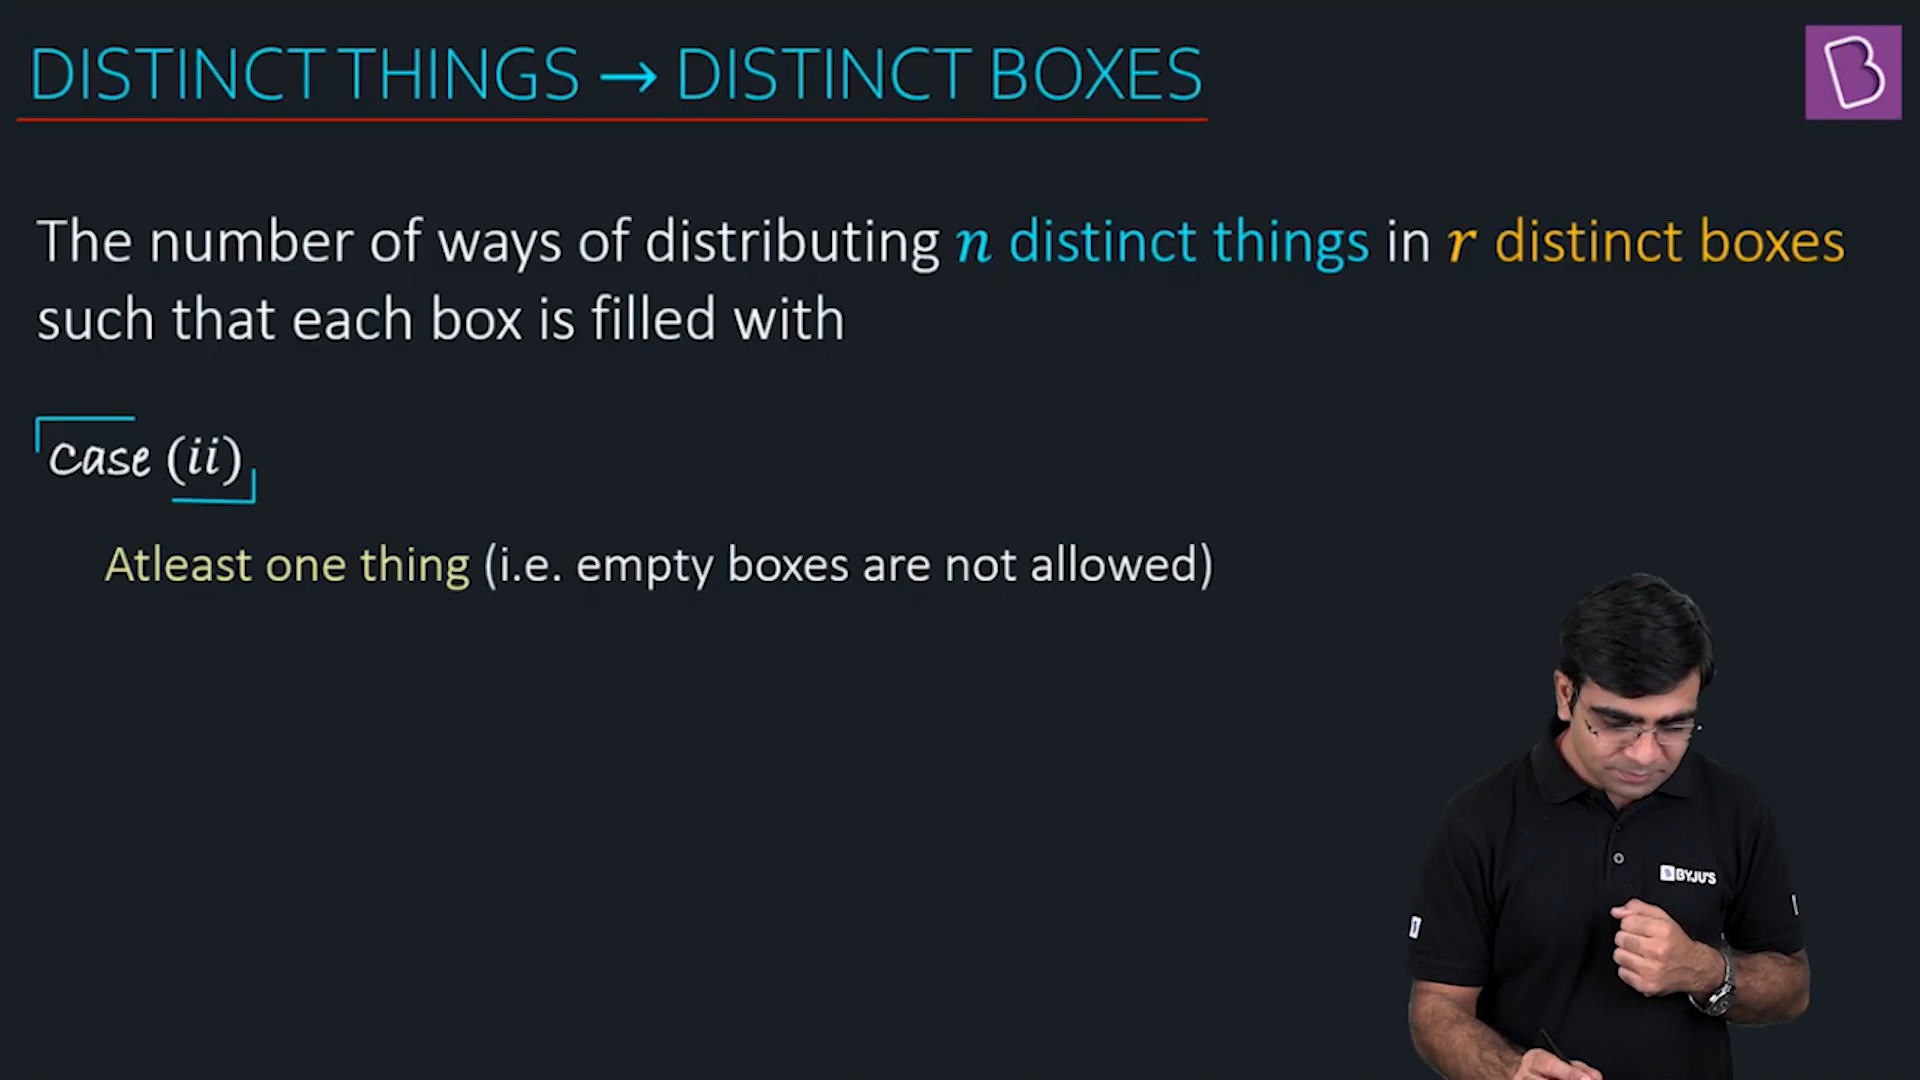 DISTINCT THINGS → DISTINCT BOXES
The number of ways of distributing n distinct things in r distinct boxes
such that each box is filled with
Case (ii)
Atleast one thing (i.e. empty boxes are not allowed)
BYJU'S